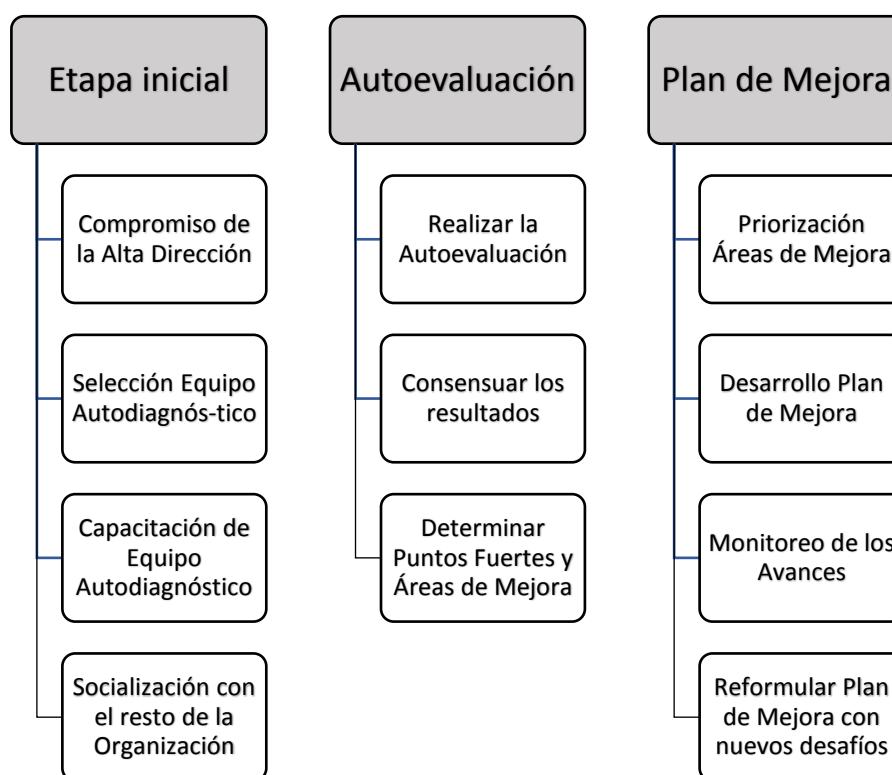 Etapa inicial
Compromiso de
la Alta Dirección
Selección Equipo
Autodiagnós-tico
Capacitación de
Equipo
Autodiagnóstico
Socialización con
el resto de la
Organización
Autoevaluación
Realizar la
Autoevaluación
Consensuar los
resultados
Determinar
Puntos Fuertes y
Áreas de Mejora
Plan de Mejora
Priorización
Áreas de Mejora
Desarrollo Plan
de Mejora
Monitoreo de los
Avances
Reformular Plan
de Mejora con
nuevos desafíos